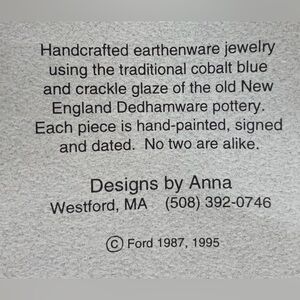 Handcrafted earthenware jewelry
using the traditional cobalt blue
and crackle glaze of the old New
England Dedhamware pottery.
Each piece is hand-painted, signed
and dated. No two are alike.
Designs by Anna
Westford, MA (508) 392-0746
© Ford 1987, 1995